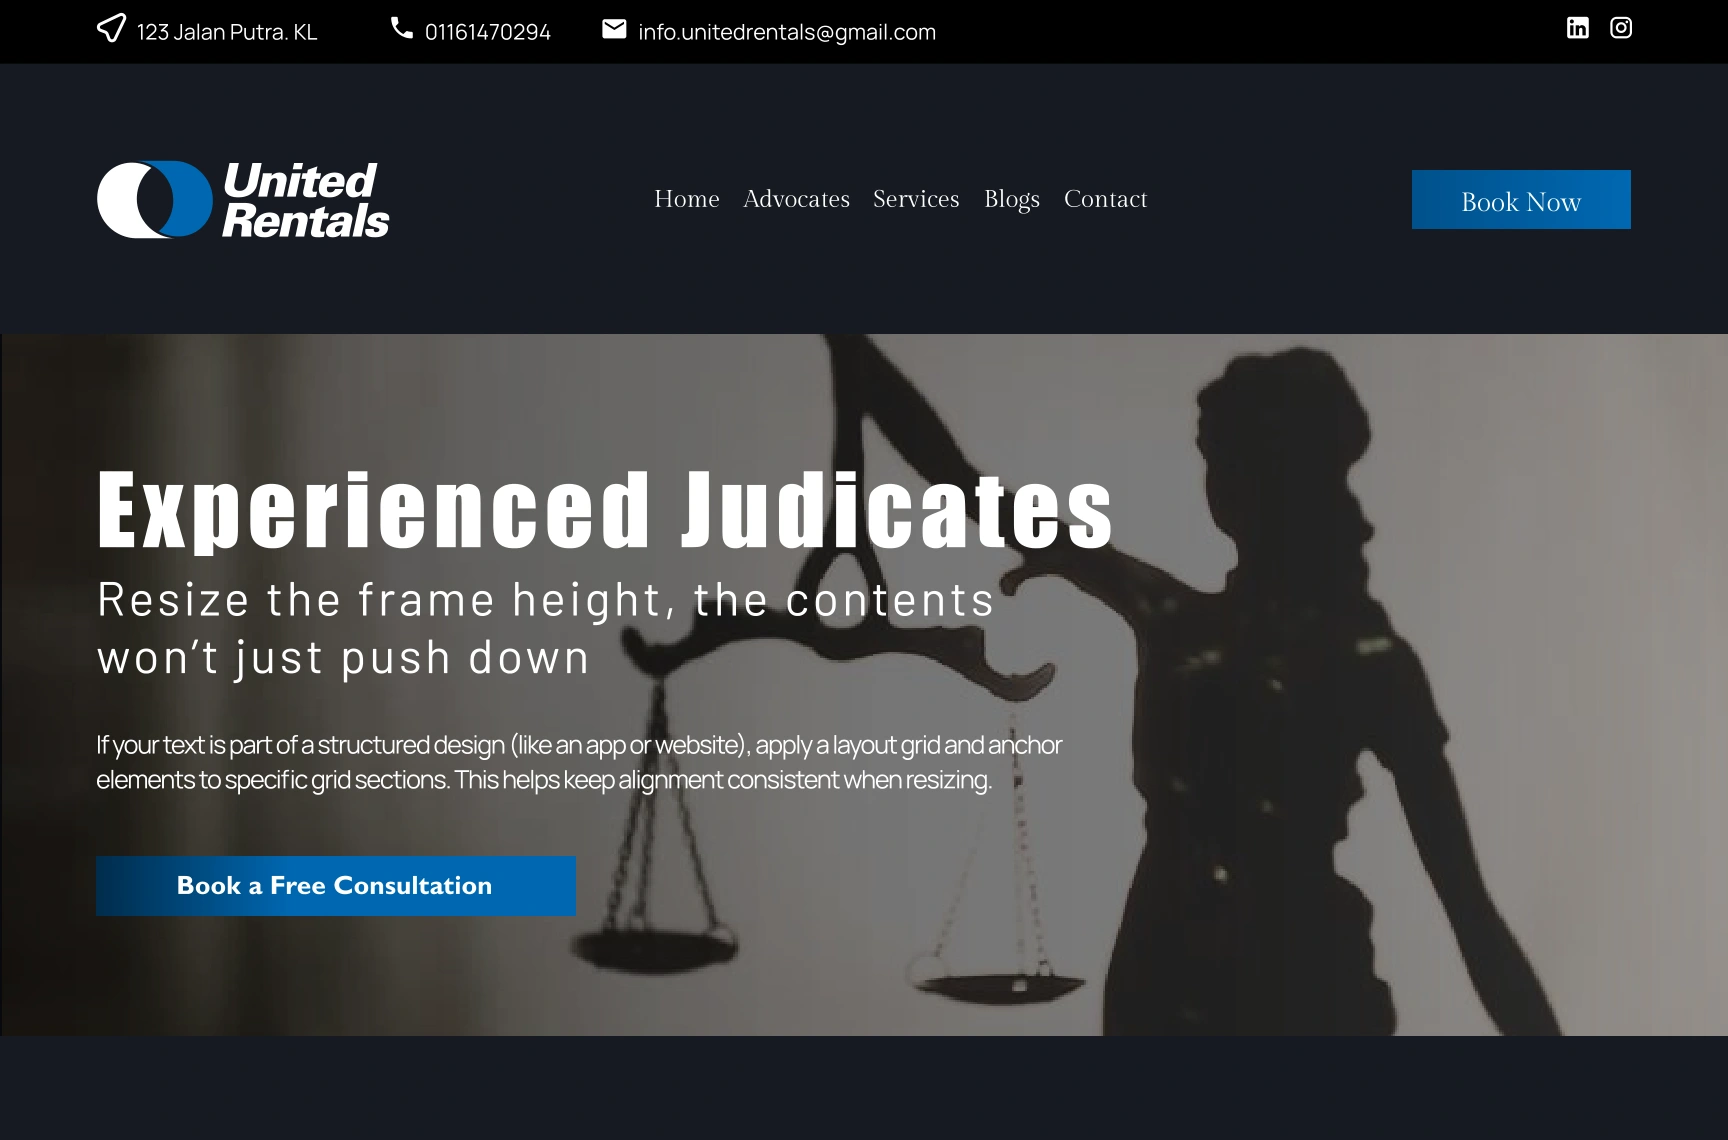 123 Jalan Putra. KL
01161470294
info.unitedrentals@gmail.com
United
Rentals
Home
Advocates
Services
Blogs
Contact
Book Now
Experienced Judicates
Resize the frame height, the contents
won’t just push down
If your text is part of a structured design (like an app or website), apply a layout grid and anchor
elements to specific grid sections. This helps keep alignment consistent when resizing.
Book a Free Consultation